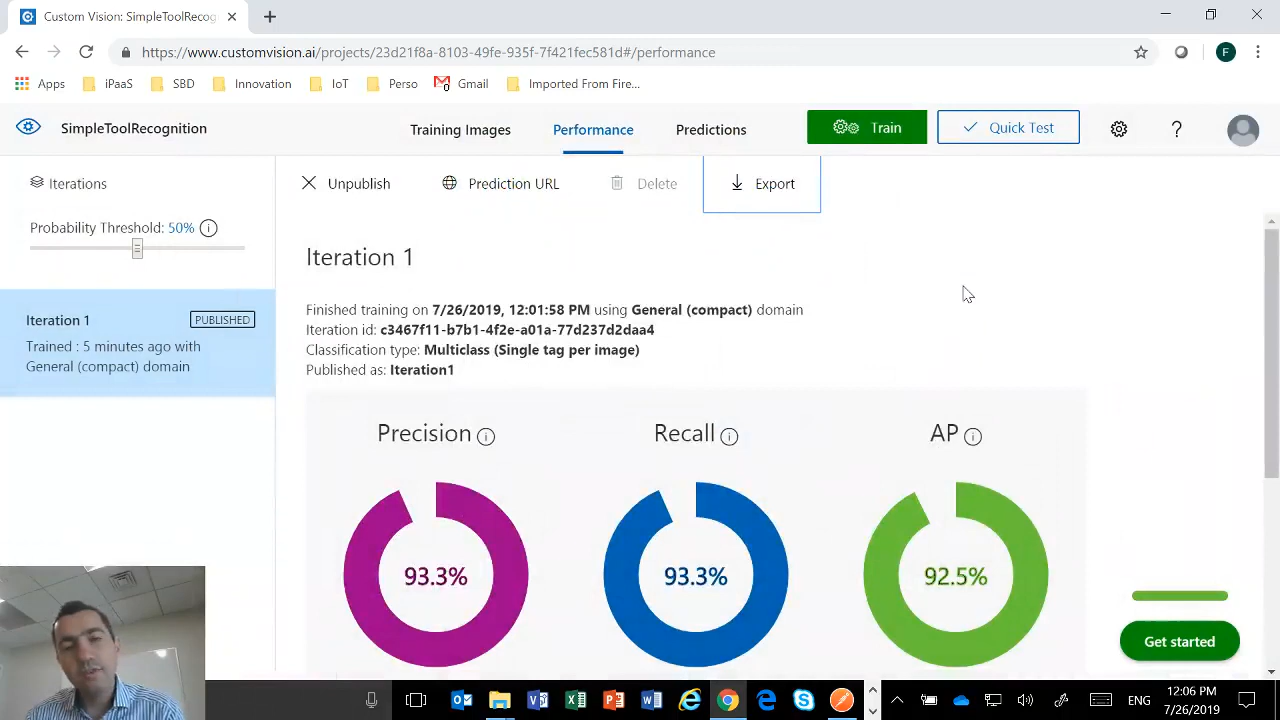 Custom Vision: SimpleToolRecog
https://www.customvision.ai/projects/23d21f8a-8103-49fe-935f-7f421fec581d#/performance
F
Apps iPaaS SBD Innovation IoT Perso Gmail Imported From Fire...
SimpleToolRecognition Training Images Performance Predictions Train Quick Test ?
Iterations Unpublish Prediction URL Delete Export
Probability Threshold: 50%
Iteration 1
Finished training on 7/26/2019, 12:01:58 PM using General (compact) domain
Iteration id: c3467f11-b7b1-4f2e-a01a-77d237d2daa4
Classification type: Multiclass (Single tag per image)
Published as: Iteration1
Iteration 1 PUBLISHED
Trained : 5 minutes ago with
General (compact) domain
Precision Recall AP
93.3% 93.3% 92.5%
Get started
ENG
12:06 PM
7/26/2019